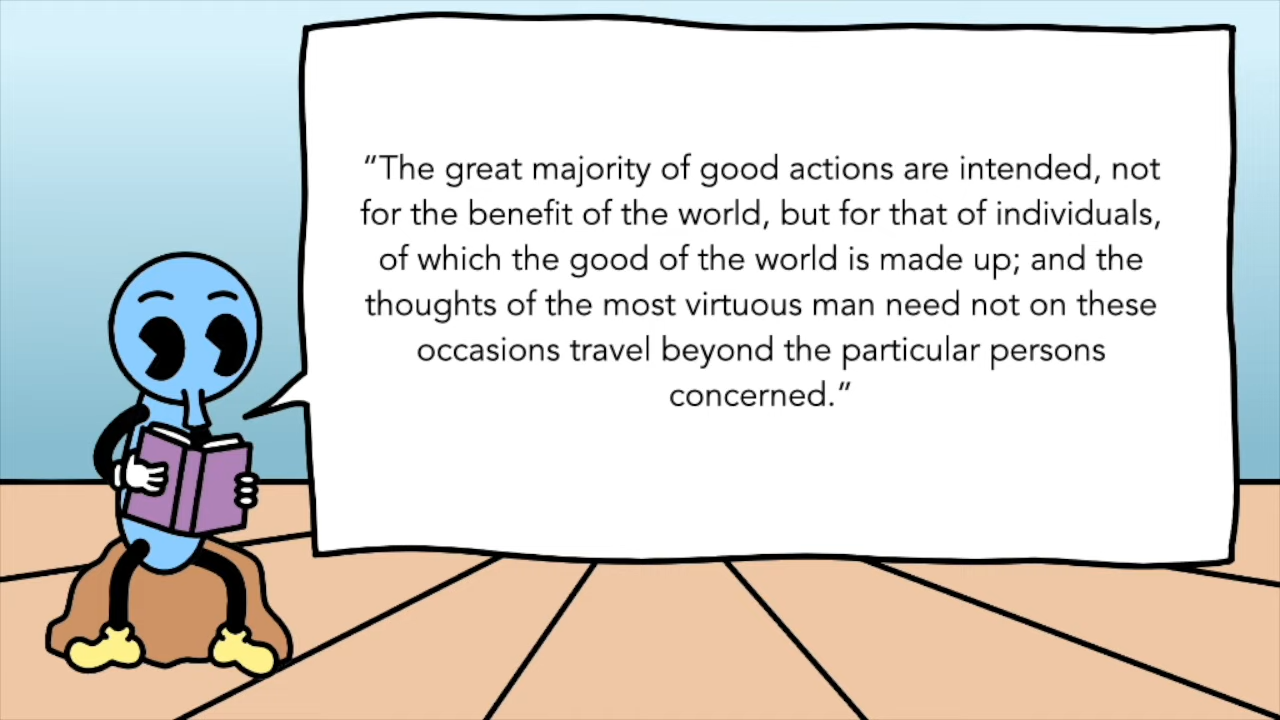 “The great majority of good actions are intended, not
for the benefit of the world, but for that of individuals,
of which the good of the world is made up; and the
thoughts of the most virtuous man need not on these
occasions travel beyond the particular persons
concerned.”